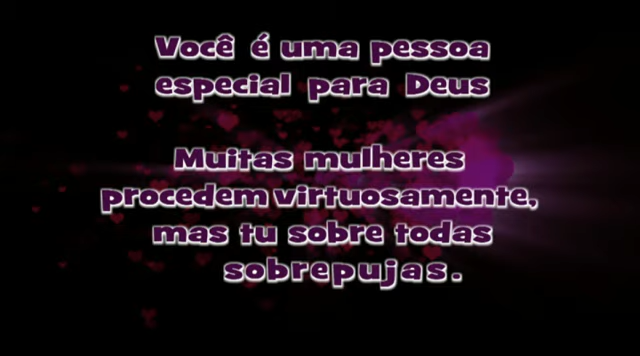 Você é uma pessoa
especial para Deus
Muitas mulheres
procedem virtuosamente,
mas tu sobre todas
sobrepujas.